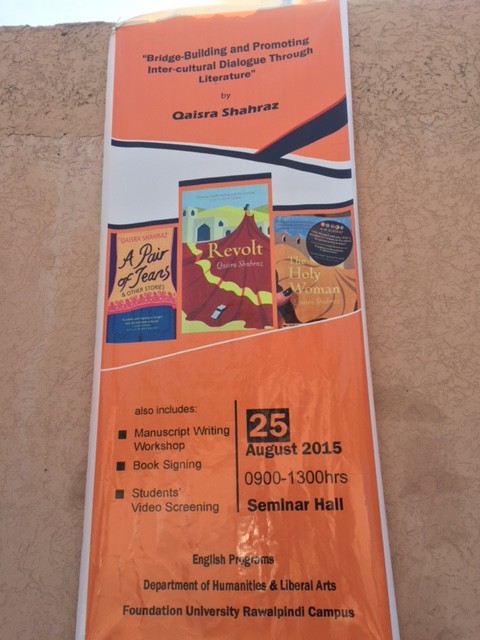 "Bridge-Building and Promoting
Inter-cultural Dialogue Through
Literature"
by
Qaisra Shahraz
QAISRA SHAHRAZ
A Pair
of Jeans
& OTHER STORIES
Revolt
Qaisra Shahraz
The
Holy
Woman
Qaisra Shahraz
also includes:
Manuscript Writing
Workshop
Book Signing
Students'
Video Screening
25
August 2015
0900-1300hrs
Seminar Hall
English Programs
Department of Humanities & Liberal Arts
Foundation University Rawalpindi Campus